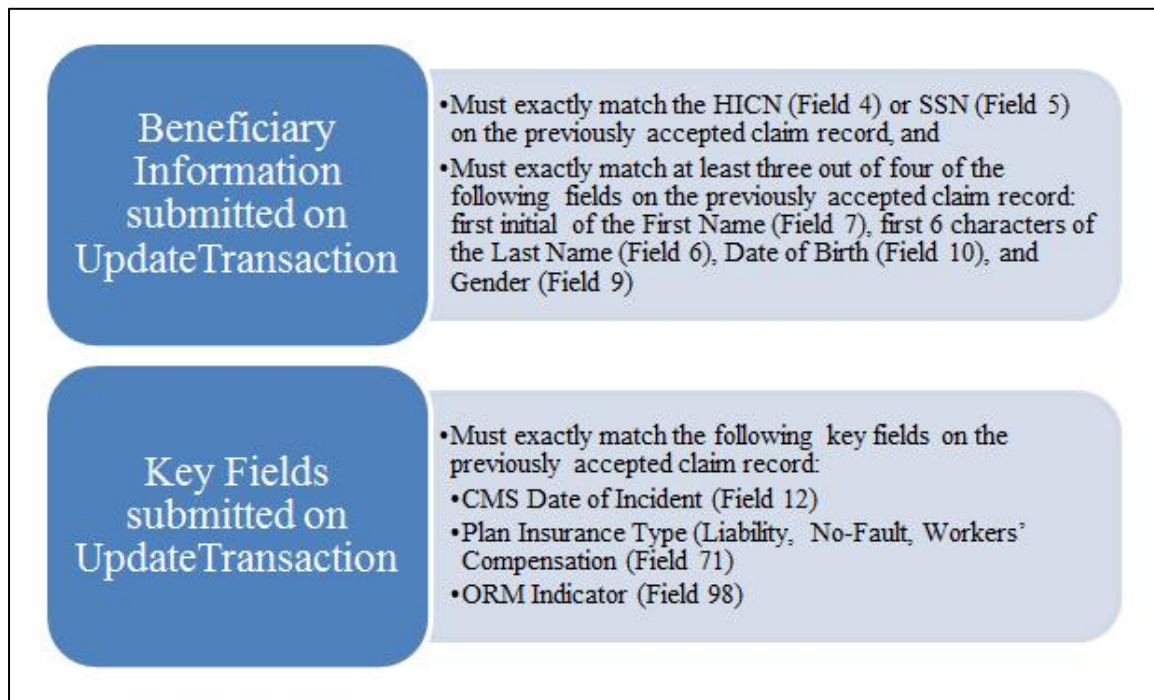 Beneficiary
Information
submitted on
UpdateTransaction
•Must exactly match the HICN (Field 4) or SSN (Field 5)
on the previously accepted claim record, and
•Must exactly match at least three out of four of the
following fields on the previously accepted claim record:
first initial of the First Name (Field 7), first 6 characters of
the Last Name (Field 6), Date of Birth (Field 10), and
Gender (Field 9)
Key Fields
submitted on
UpdateTransaction
•Must exactly match the following key fields on the
previously accepted claim record:
•CMS Date of Incident (Field 12)
•Plan Insurance Type (Liability, No-Fault, Workers’
Compensation (Field 71)
•ORM Indicator (Field 98)